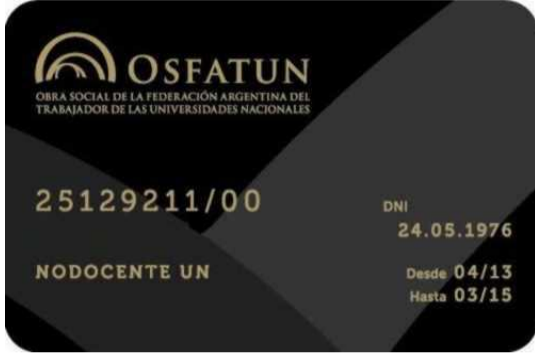 OSFATUN
OBRA SOCIAL DE LA FEDERACIÓN ARGENTINA DEL
TRABAJADOR DE LAS UNIVERSIDADES NACIONALES
25129211/00
DNI
24.05.1976
NODOCENTE UN
Desde 04/13
Hasta 03/15